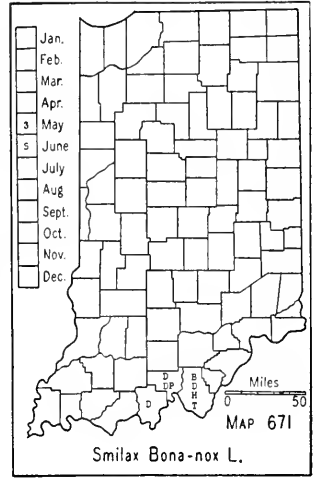 Jan.
Feb.
Mar.
Apr.
3 May
5 June
July
Aug
Sept.
Oct.
Nov.
Dec.
D
DP
B
D
H
T
D
Miles
0 50
MAP 671
Smilax Bona-nox L.